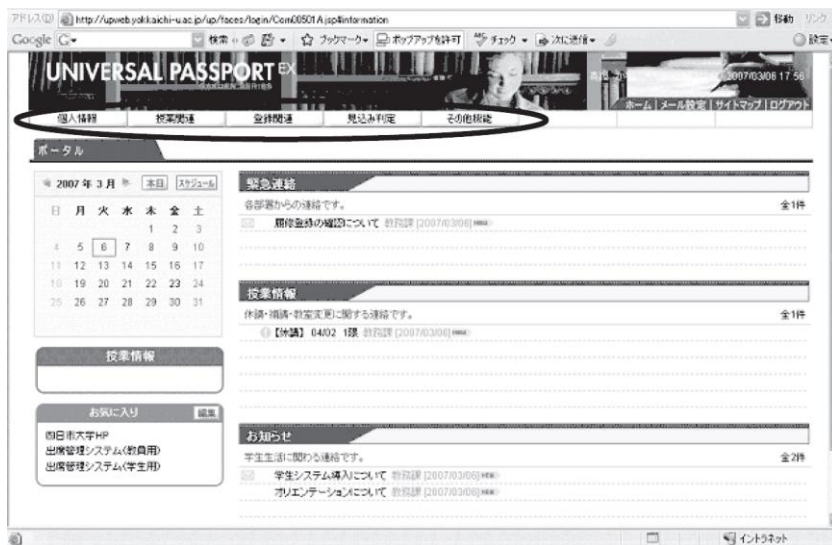 アドレス(D) http://upweb.yokkaichi-u.ac.jp/up/faces/login/Com00501A.jsp#information 移動 リンク
Google G 検索 ブックマーク ポップアップを許可 チェック 次に送信 設定
UNIVERSAL PASSPORT EX
2007/03/06 17:56
ホーム | メール設定 | サイトマップ | ログアウト
個人情報 授業関連 登録関連 見込み判定 その他機能
ポータル
2007 年 3 月 本日 スケジュール
日 月 火 水 木 金 土
1 2 3
4 5 6 7 8 9 10
11 12 13 14 15 16 17
18 19 20 21 22 23 24
25 26 27 28 29 30 31
授業情報
お気に入り 編集
四日市大学HP
出席管理システム(教員用)
出席管理システム(学生用)
緊急連絡
各部署からの連絡です。 全1件
履修登録の確認について 教務課 [2007/03/06] NEW
授業情報
休講・補講・教室変更に関する連絡です。 全1件
【休講】 04/02 1限 教務課 [2007/03/06] NEW
お知らせ
学生生活に関わる連絡です。 全2件
学生システム導入について 教務課 [2007/03/06] NEW
オリエンテーションについて 教務課 [2007/03/06] NEW
イントラネット